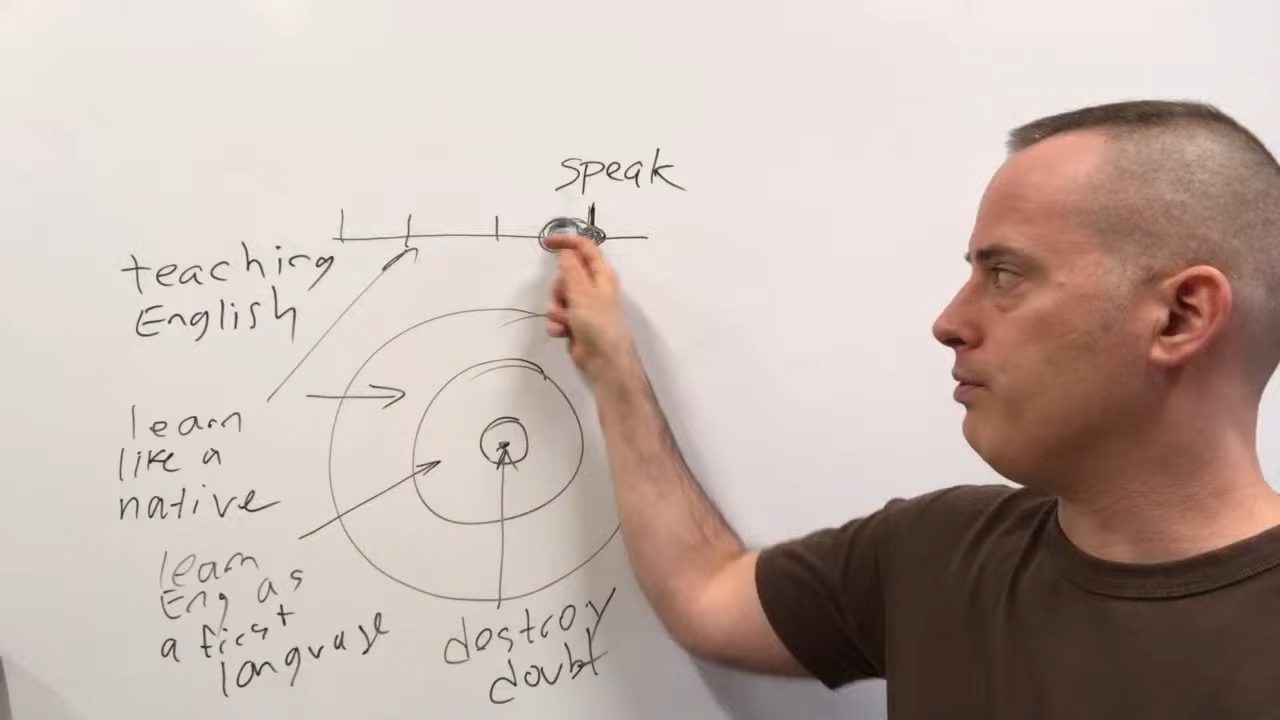 speak
teaching
English
learn
like a
native
learn
Eng as
a first
language
destroy
doubt